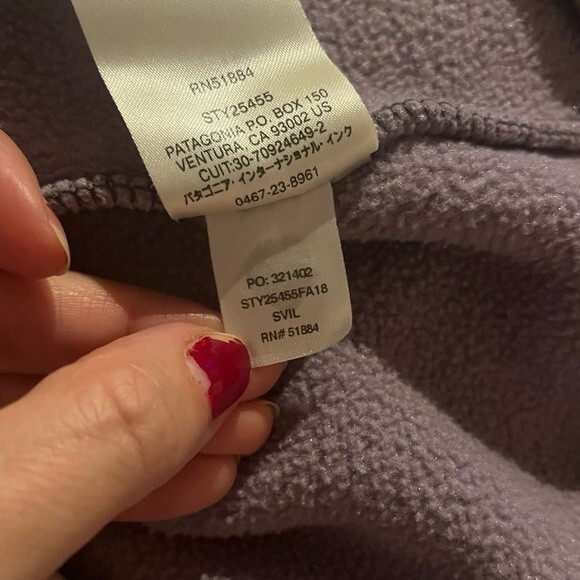 RN51884
STY25455
PATAGONIA P.O. BOX 150
VENTURA, CA 93002 US
CUIT:30-70924649-2
パタゴニア・インターナショナル・インク
0467-23-8961
PO: 321402
STY25455FA18
SVIL
RN# 51884